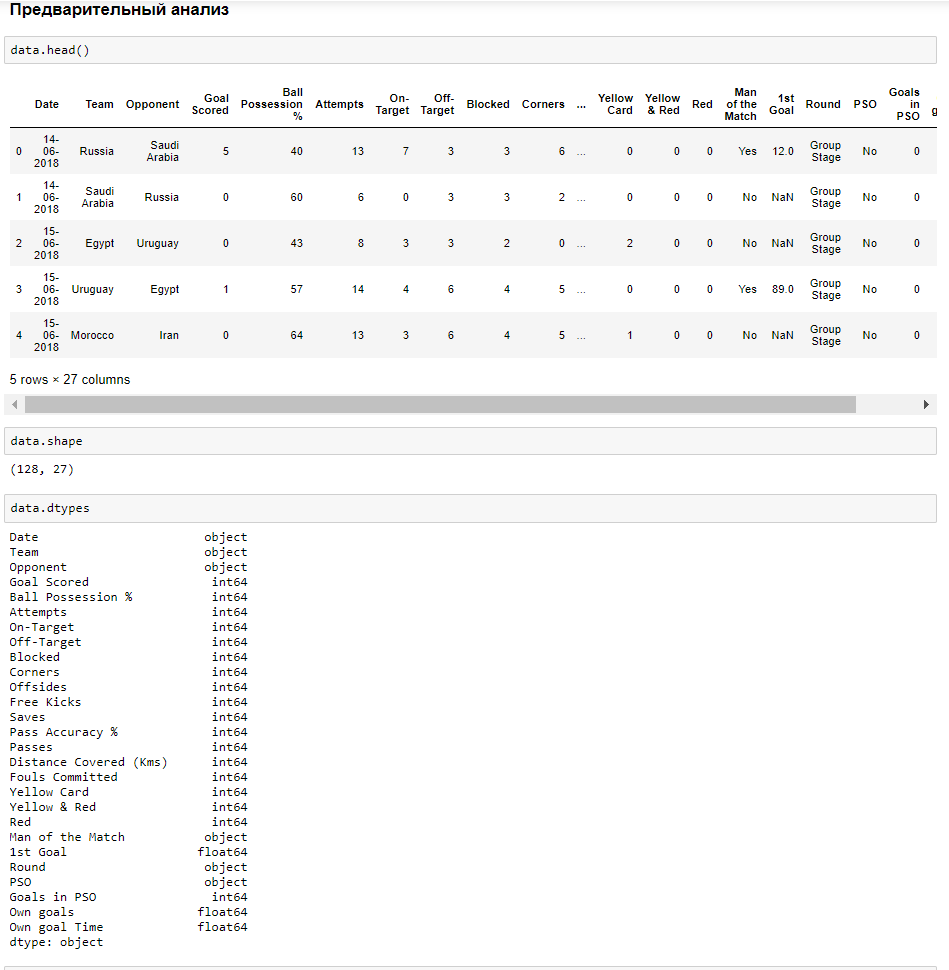 Предварительный анализ
data.head()
Date Team Opponent Goal Scored Ball Possession % Attempts On-Target Off-Target Blocked Corners ... Yellow Card Yellow & Red Red Man of the Match 1st Goal Round PSO Goals in PSO g
0 14-06-2018 Russia Saudi Arabia 5 40 13 7 3 3 6 ... 0 0 0 Yes 12.0 Group Stage No 0
1 14-06-2018 Saudi Arabia Russia 0 60 6 0 3 3 2 ... 0 0 0 No NaN Group Stage No 0
2 15-06-2018 Egypt Uruguay 0 43 8 3 3 2 0 ... 2 0 0 No NaN Group Stage No 0
3 15-06-2018 Uruguay Egypt 1 57 14 4 6 4 5 ... 0 0 0 Yes 89.0 Group Stage No 0
4 15-06-2018 Morocco Iran 0 64 13 3 6 4 5 ... 1 0 0 No NaN Group Stage No 0
5 rows × 27 columns
data.shape
(128, 27)
data.dtypes
Date object
Team object
Opponent object
Goal Scored int64
Ball Possession % int64
Attempts int64
On-Target int64
Off-Target int64
Blocked int64
Corners int64
Offsides int64
Free Kicks int64
Saves int64
Pass Accuracy % int64
Passes int64
Distance Covered (Kms) int64
Fouls Committed int64
Yellow Card int64
Yellow & Red int64
Red int64
Man of the Match object
1st Goal float64
Round object
PSO object
Goals in PSO int64
Own goals float64
Own goal Time float64
dtype: object